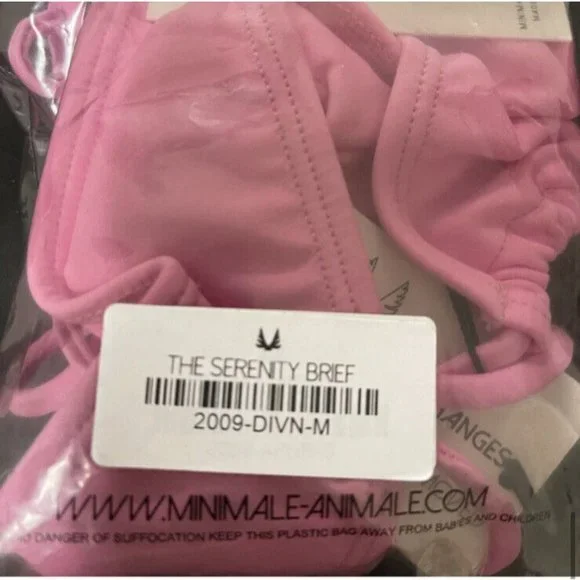 MADE
THE SERENITY BRIEF
2009-DIVN-M
WWW.MINIMALE-ANIMALE.COM
DANGER OF SUFFOCATION KEEP THIS PLASTIC BAG AWAY FROM BABIES AND CHILDREN